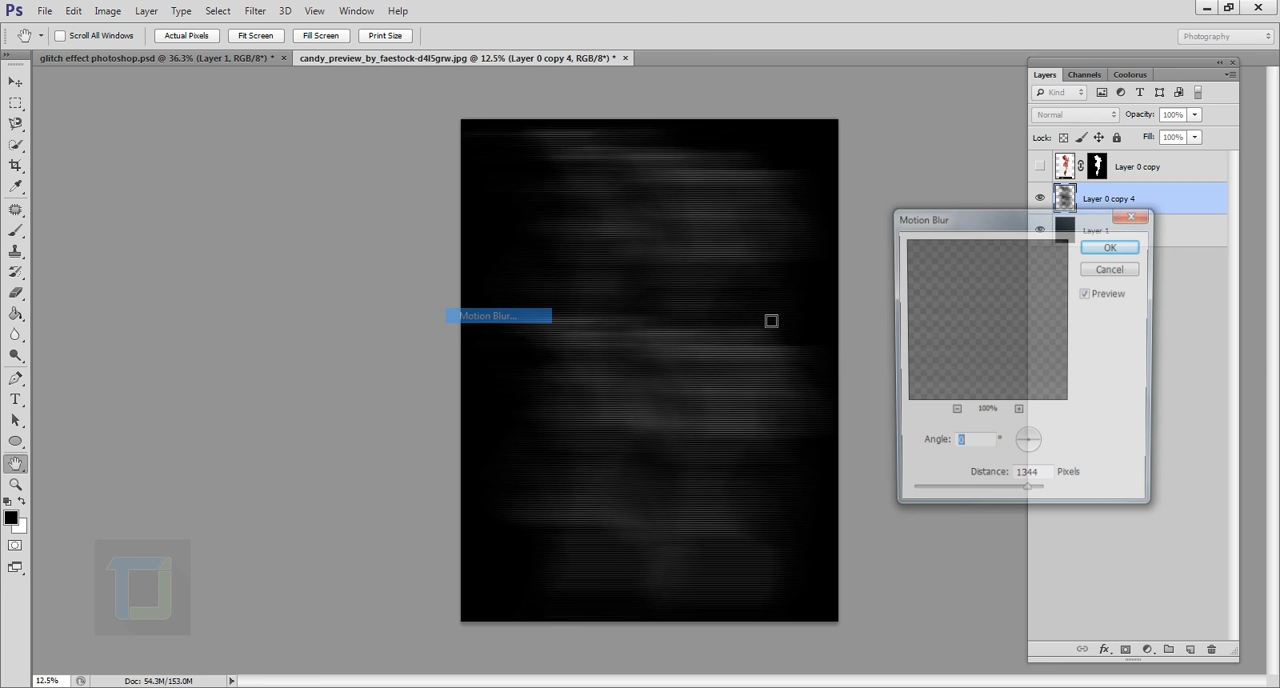 Ps File Edit Image Layer Type Select Filter 3D View Window Help
Scroll All Windows Actual Pixels Fit Screen Fill Screen Print Size Photography
glitch effect photoshop.psd @ 36.3% (Layer 1, RGB/8*) * × candy_preview_by_faestock-d4l5grw.jpg @ 12.5% (Layer 0 copy 4, RGB/8*) * ×
Layers Channels Coolorus
Kind
Normal Opacity: 100%
Lock: Fill: 100%
Layer 0 copy
Layer 0 copy 4
Layer 1
Motion Blur
OK
Cancel
Preview
Motion Blur...
100%
Angle: 0 °
Distance: 1344 Pixels
12.5% Doc: 54.3M/153.0M